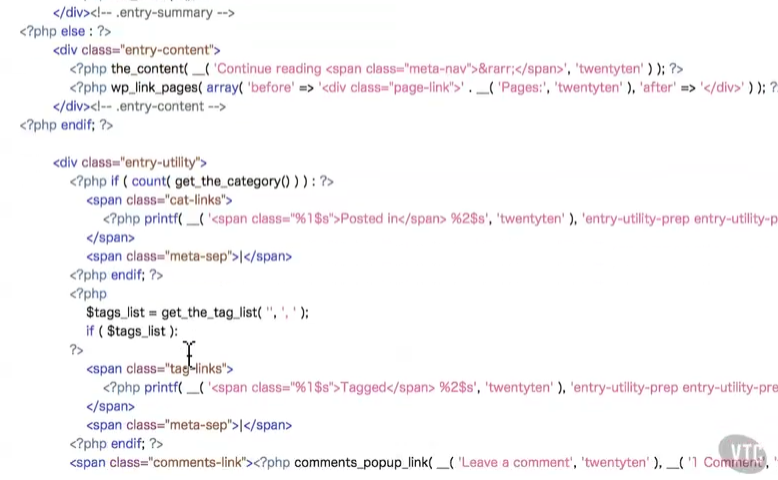 </div><!-- .entry-summary -->
<?php else : ?>
<div class="entry-content">
<?php the_content( __( 'Continue reading <span class="meta-nav">&rarr;</span>', 'twentyten' ) ); ?>
<?php wp_link_pages( array( 'before' => '<div class="page-link">' . __( 'Pages:', 'twentyten' ), 'after' => '</div>' ) ); ?
</div><!-- .entry-content -->
<?php endif; ?>
<div class="entry-utility">
<?php if ( count( get_the_category() ) ) : ?>
<span class="cat-links">
<?php printf( __( '<span class="%1$s">Posted in</span> %2$s', 'twentyten' ), 'entry-utility-prep entry-utility-p
</span>
<span class="meta-sep">|</span>
<?php endif; ?>
<?php
$tags_list = get_the_tag_list( '', ', ' );
if ( $tags_list ):
?>
<span class="tag-links">
<?php printf( __( '<span class="%1$s">Tagged</span> %2$s', 'twentyten' ), 'entry-utility-prep entry-utility-pre
</span>
<span class="meta-sep">|</span>
<?php endif; ?>
<span class="comments-link"><?php comments_popup_link( __( 'Leave a comment', 'twentyten' ), __( '1 Comment', '
VTC